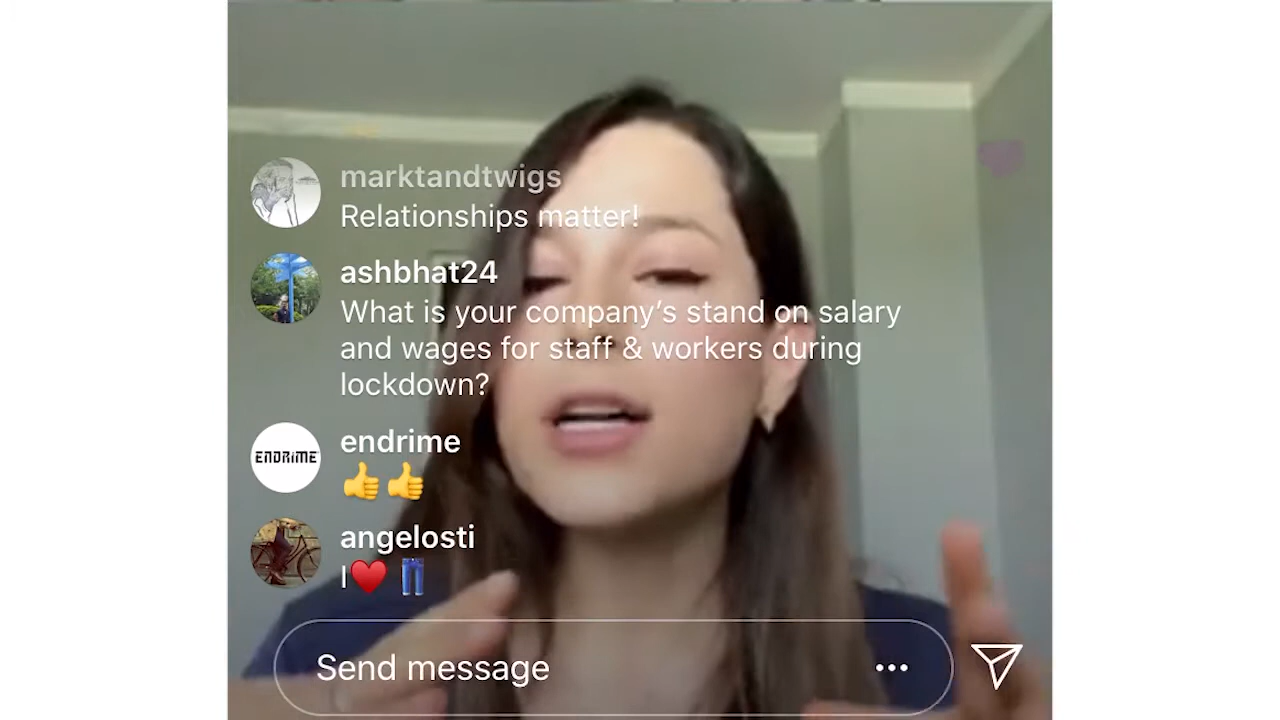 marktandtwigs
Relationships matter!
ashbhat24
What is your company’s stand on salary
and wages for staff & workers during
lockdown?
ENDRIME
endrime
👍👍
angelosti
I❤️👖
Send message